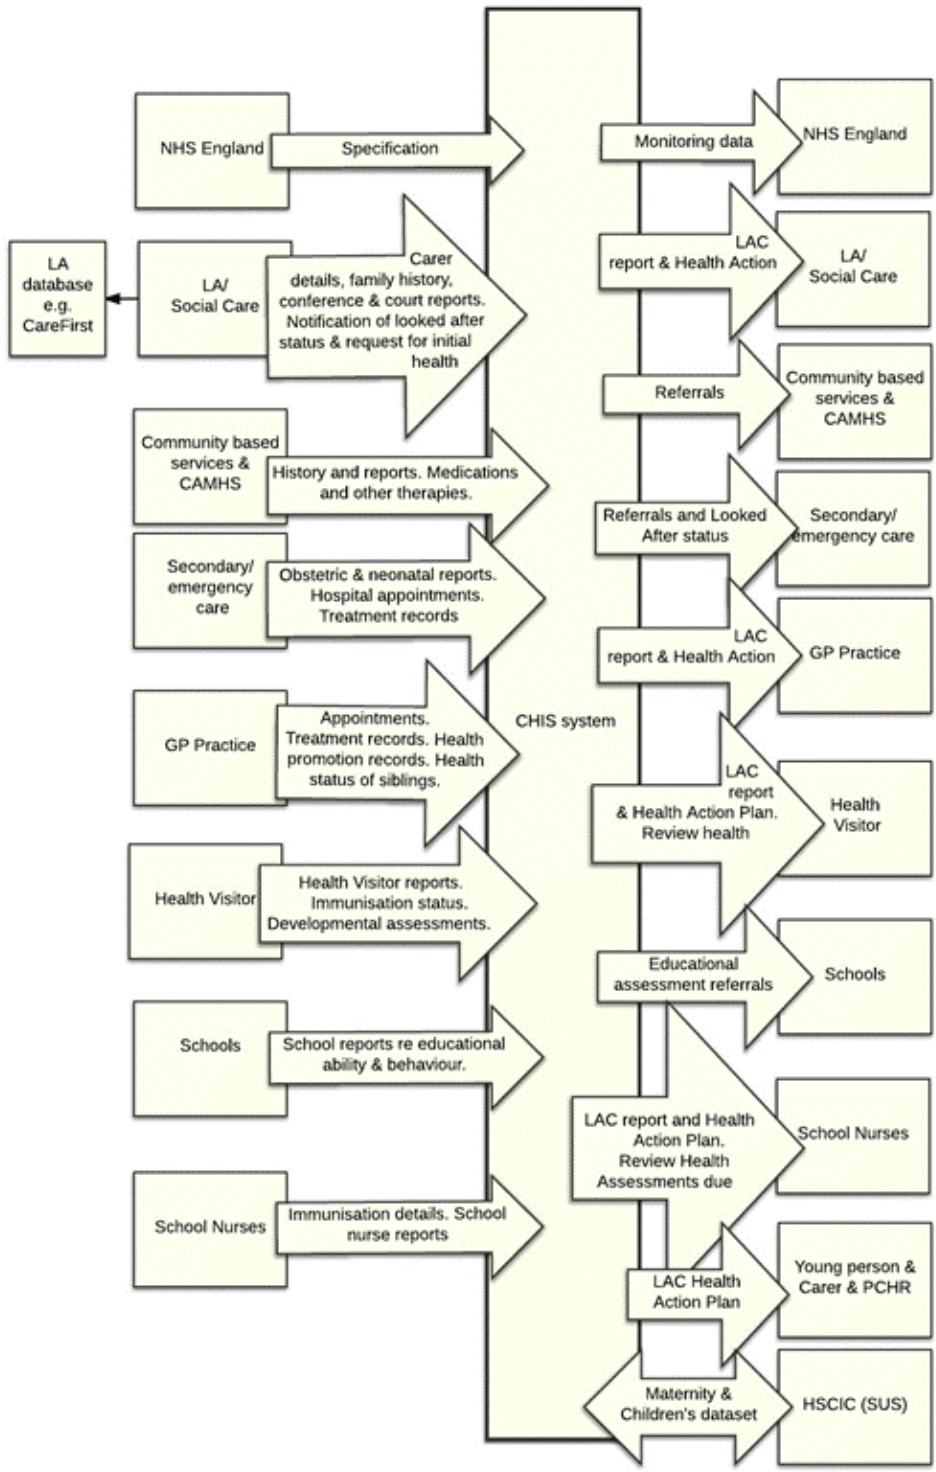 NHS England
Specification
LA
database
e.g.
CareFirst
LA/
Social Care
Carer
details, family history,
conference & court reports.
Notification of looked after
status & request for initial
health
Community based
services &
CAMHS
History and reports. Medications
and other therapies.
Secondary/
emergency
care
Obstetric & neonatal reports.
Hospital appointments.
Treatment records
GP Practice
Appointments.
Treatment records. Health
promotion records. Health
status of siblings.
Health Visitor
Health Visitor reports.
Immunisation status.
Developmental assessments.
Schools
School reports re educational
ability & behaviour.
School Nurses
Immunisation details. School
nurse reports
CHIS system
Monitoring data
NHS England
LAC
report & Health Action
LA/
Social Care
Referrals
Community based
services &
CAMHS
Referrals and Looked
After status
Secondary/
emergency care
LAC
report & Health Action
GP Practice
LAC
report
& Health Action Plan.
Review health
Health
Visitor
Educational
assessment referrals
Schools
LAC report and Health
Action Plan.
Review Health
Assessments due
School Nurses
LAC Health
Action Plan
Young person &
Carer & PCHR
Maternity &
Children's dataset
HSCIC (SUS)